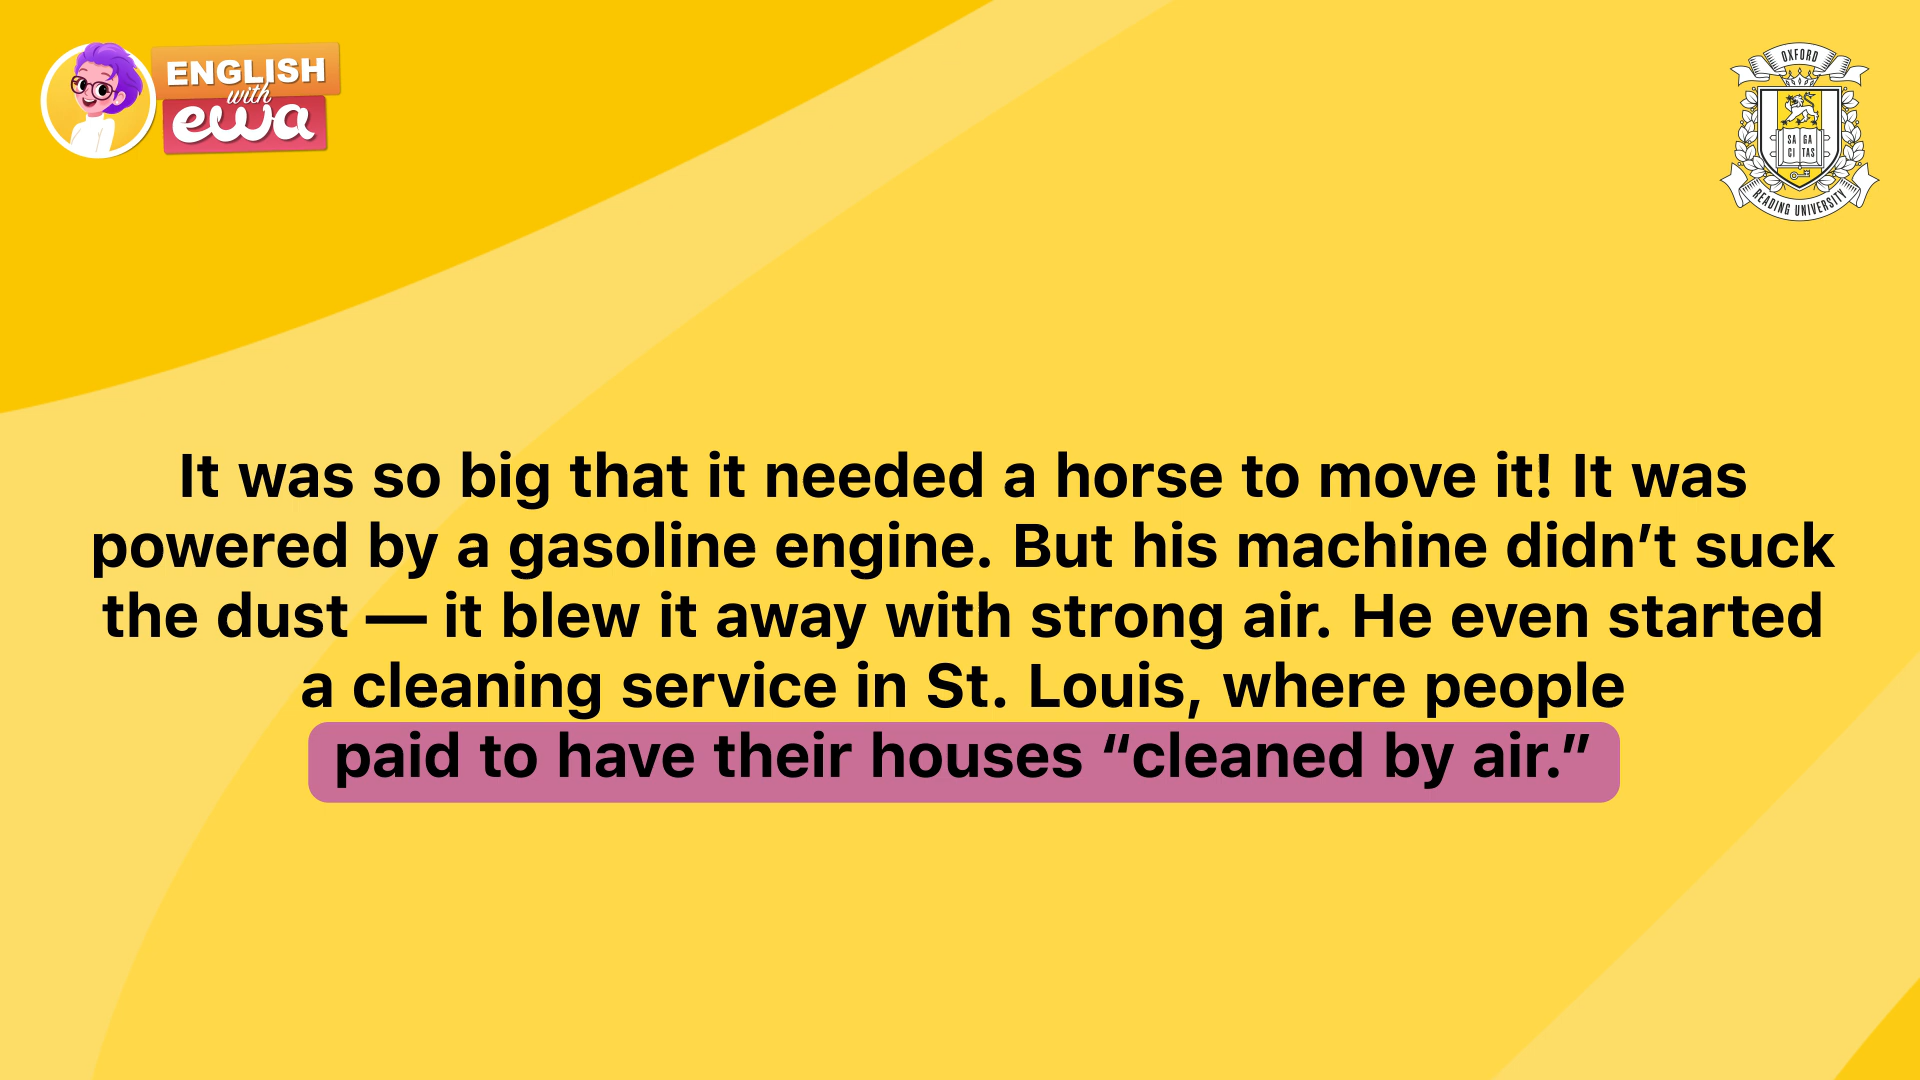 ENGLISH
with
ewa
OXFORD
SA GA
CI TAS
READING UNIVERSITY
It was so big that it needed a horse to move it! It was
powered by a gasoline engine. But his machine didn’t suck
the dust — it blew it away with strong air. He even started
a cleaning service in St. Louis, where people
paid to have their houses “cleaned by air.”